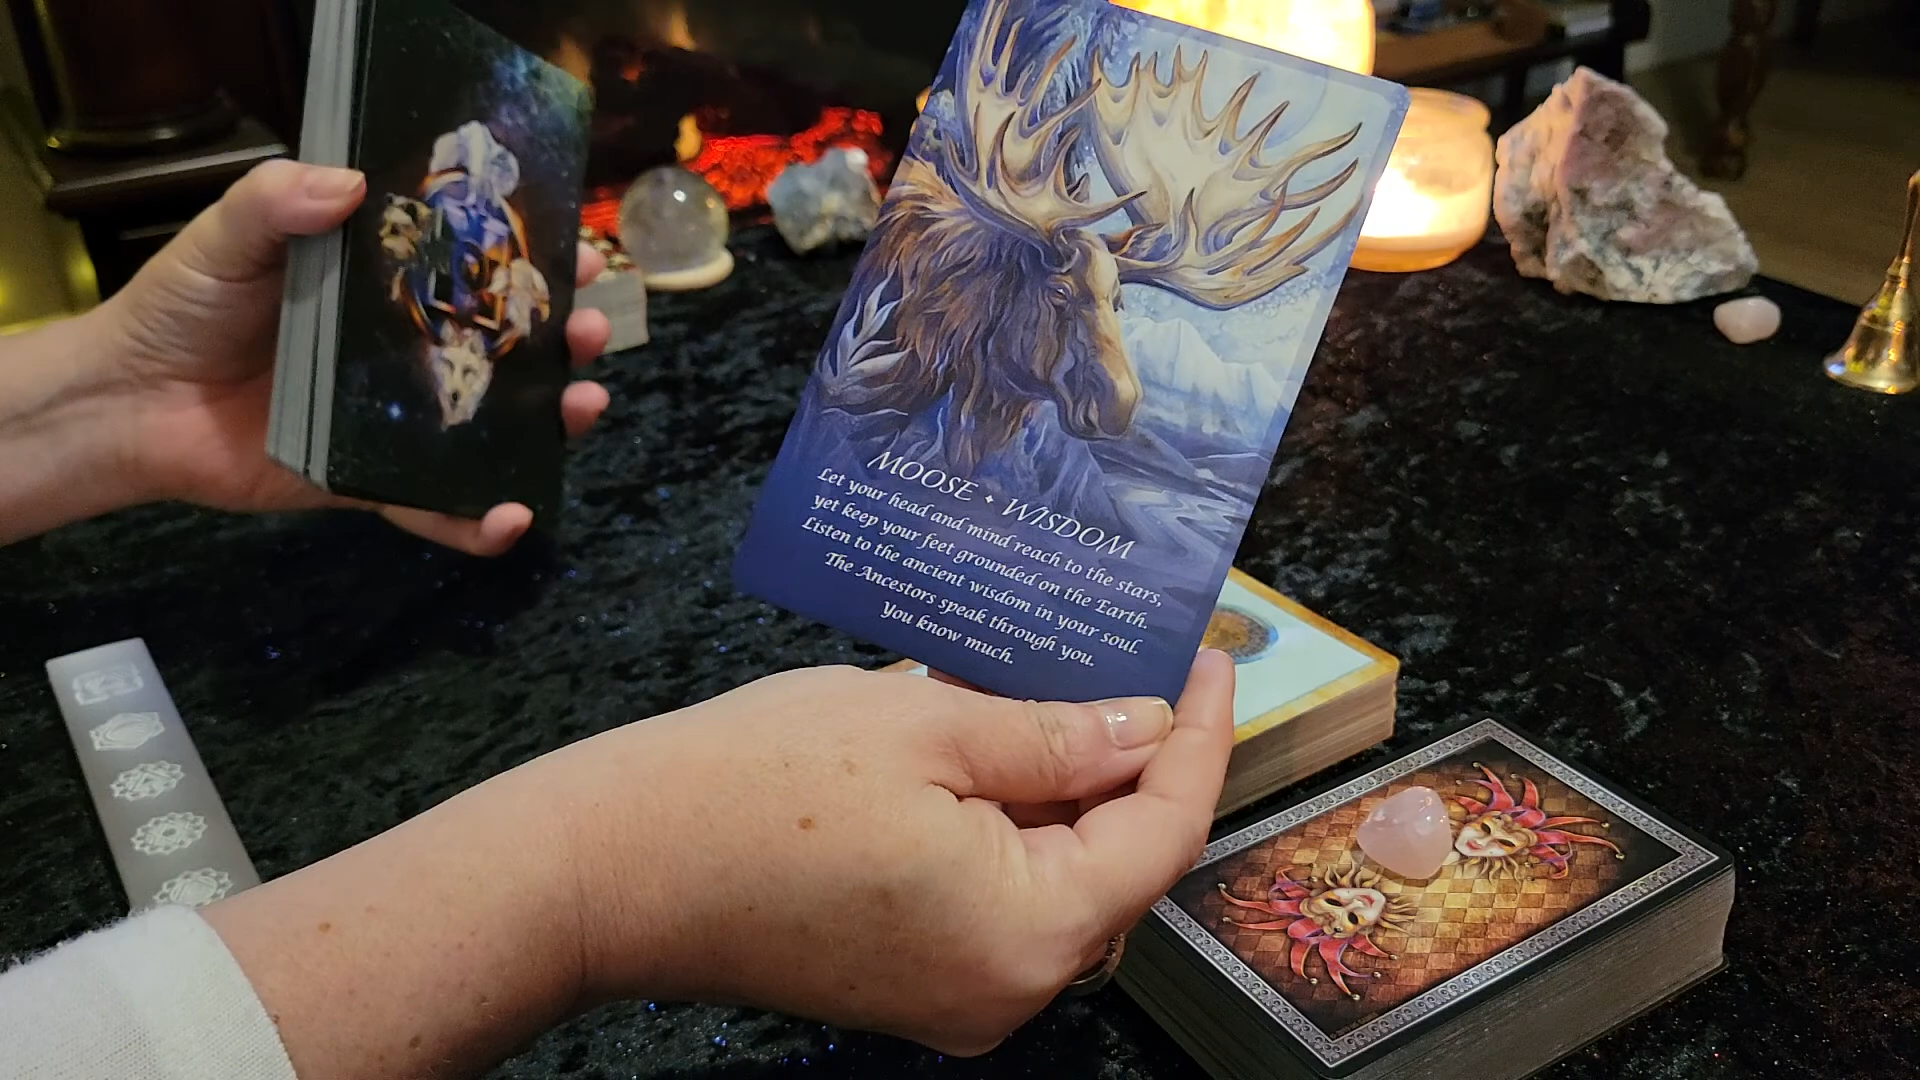 MOOSE • WISDOM
Let your head and mind reach to the stars,
yet keep your feet grounded on the Earth.
Listen to the ancient wisdom in your soul.
The Ancestors speak through you.
You know much.